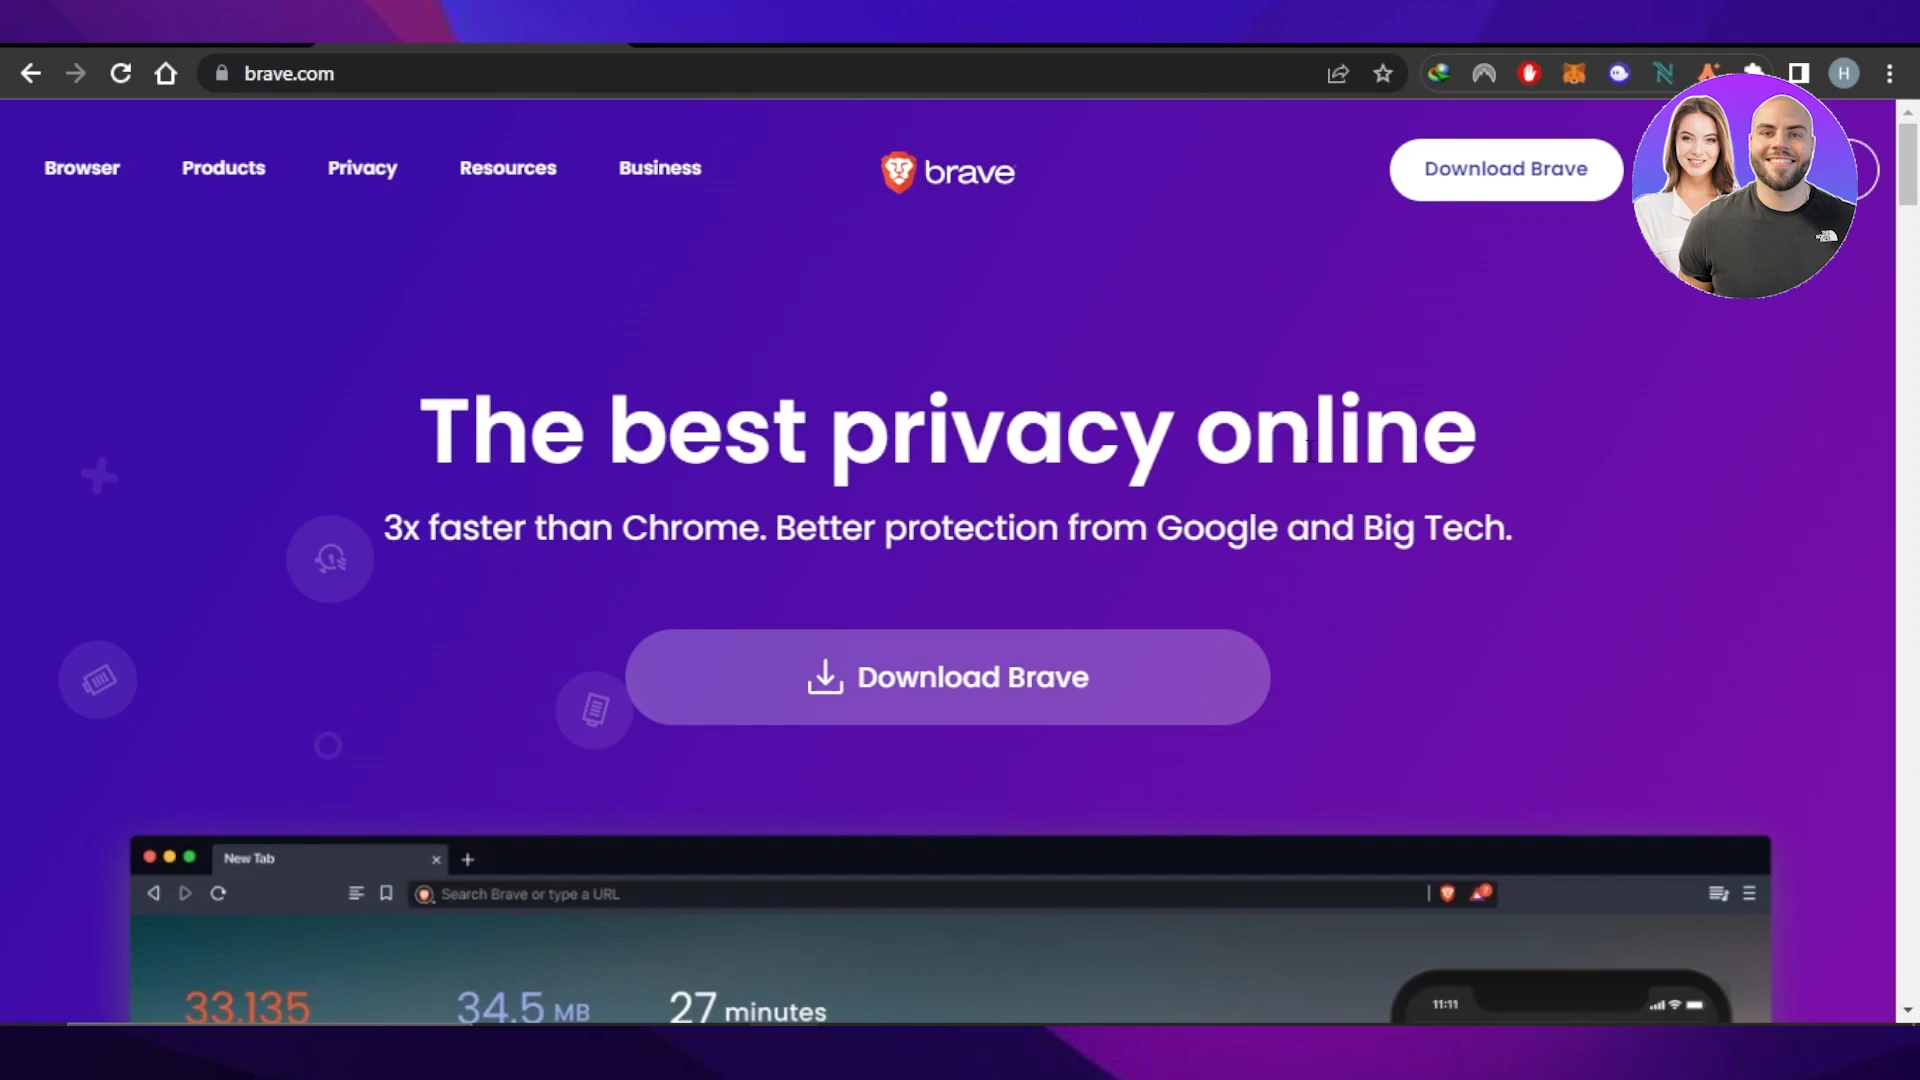 brave.com
H
Browser Products Privacy Resources Business brave Download Brave
The best privacy online
3x faster than Chrome. Better protection from Google and Big Tech.
Download Brave
New Tab
Search Brave or type a URL
33,135 34.5 MB 27 minutes
11:11